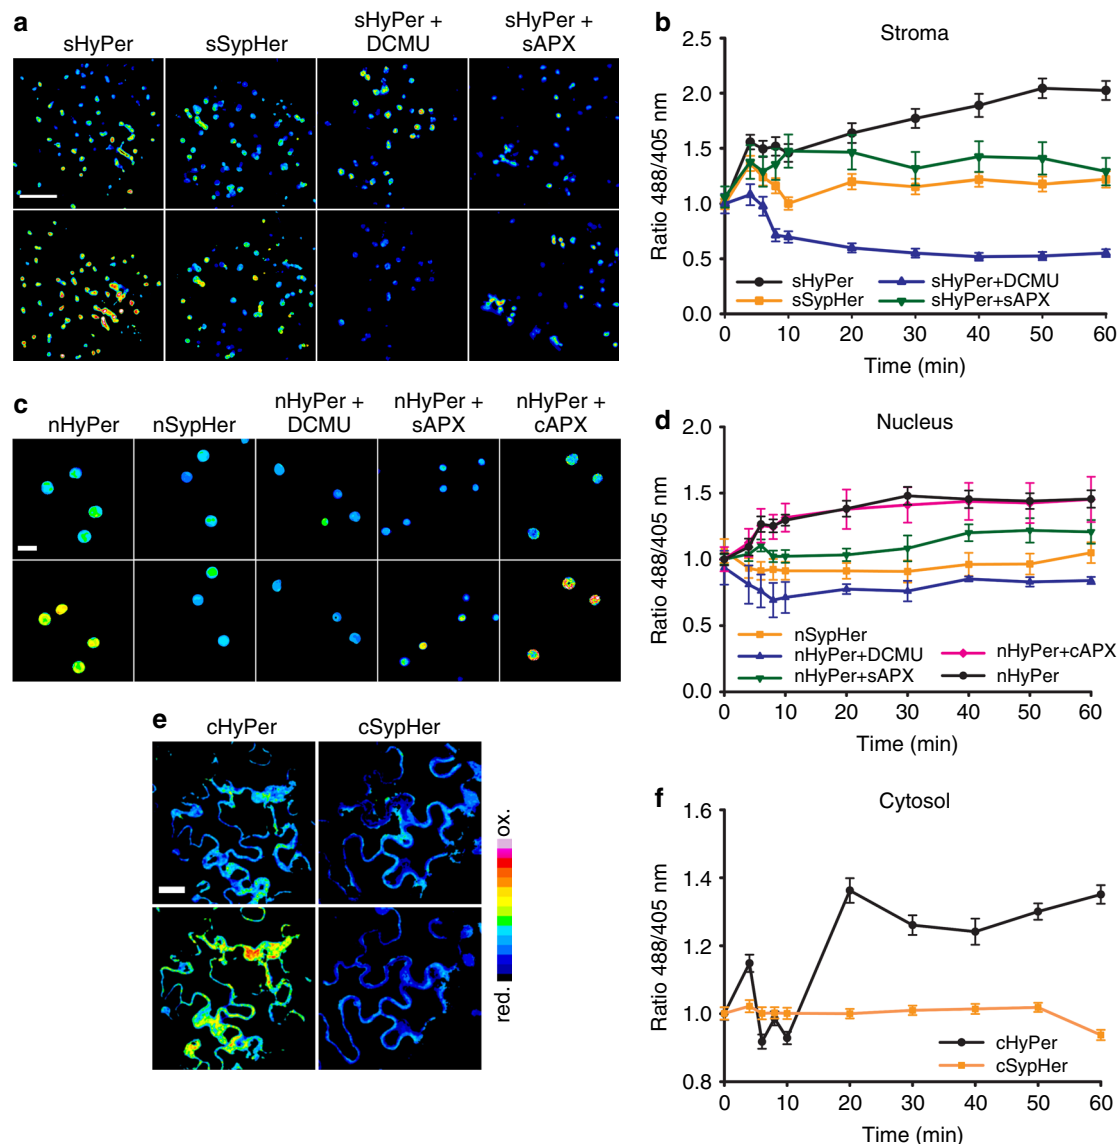 a
sHyPer
sSypHer
sHyPer +
DCMU
sHyPer +
sAPX
b
Stroma
Ratio 488/405 nm
2.5
2.0
1.5
1.0
0.5
0.0
sHyPer
sSypHer
sHyPer+DCMU
sHyPer+sAPX
0 10 20 30 40 50 60
Time (min)
c
nHyPer
nSypHer
nHyPer +
DCMU
nHyPer +
sAPX
nHyPer +
cAPX
d
Nucleus
Ratio 488/405 nm
2.0
1.5
1.0
0.5
0.0
nSypHer
nHyPer+DCMU
nHyPer+sAPX
nHyPer+cAPX
nHyPer
0 10 20 30 40 50 60
Time (min)
e
cHyPer
cSypHer
ox.
red.
f
Cytosol
Ratio 488/405 nm
1.6
1.4
1.2
1.0
0.8
cHyPer
cSypHer
0 10 20 30 40 50 60
Time (min)